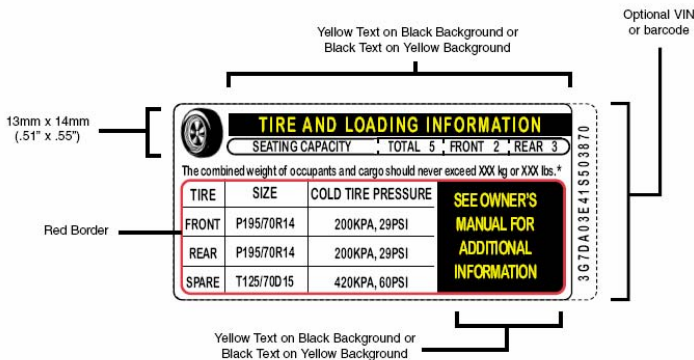 Optional VIN
or barcode
Yellow Text on Black Background or
Black Text on Yellow Background
13mm x 14mm
(.51" x .55")
TIRE AND LOADING INFORMATION
SEATING CAPACITY TOTAL 5 FRONT 2 REAR 3
The combined weight of occupants and cargo should never exceed XXX kg or XXX lbs.*
TIRE SIZE COLD TIRE PRESSURE
FRONT P195/70R14 200KPA, 29PSI
REAR P195/70R14 200KPA, 29PSI
SPARE T125/70D15 420KPA, 60PSI
SEE OWNER'S
MANUAL FOR
ADDITIONAL
INFORMATION
3G7DA03E41S503870
Red Border
Yellow Text on Black Background or
Black Text on Yellow Background